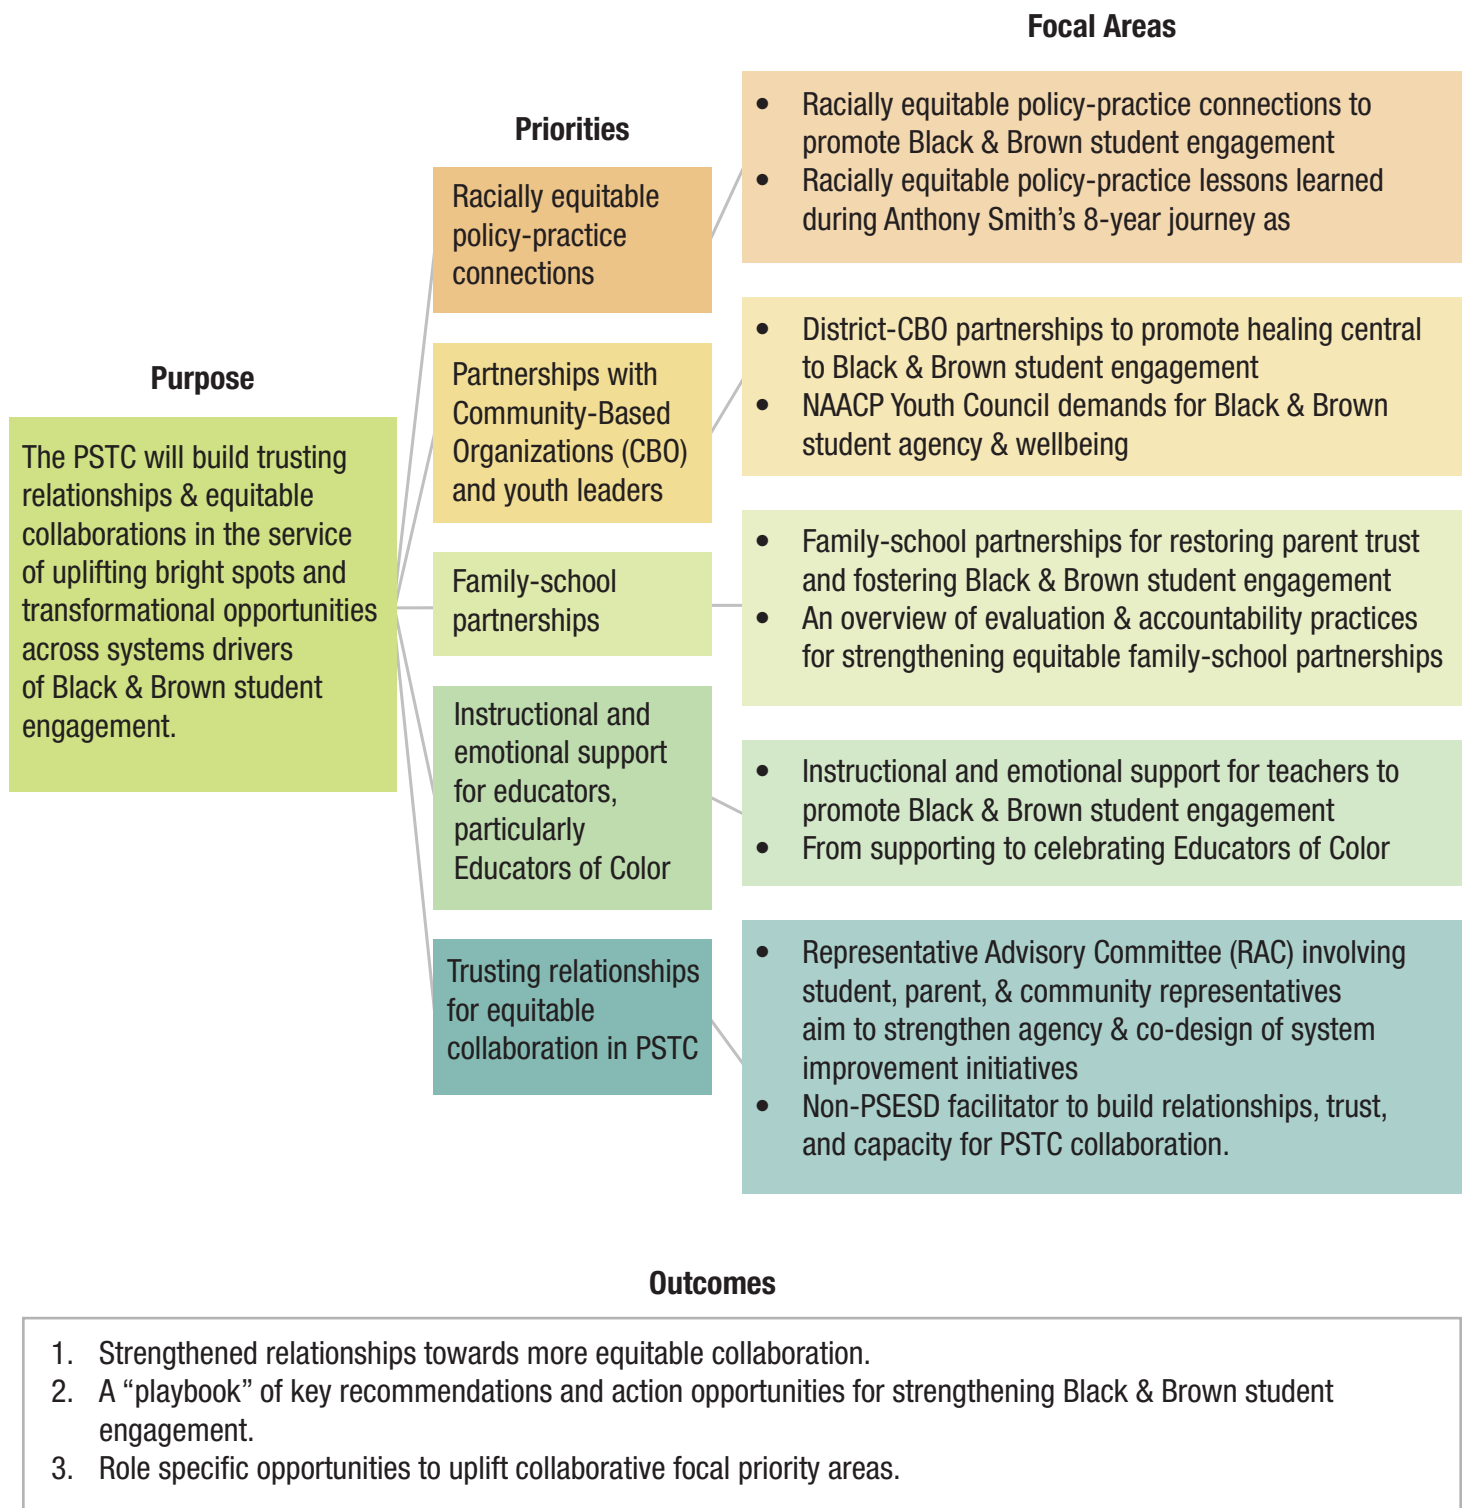 Purpose
The PSTC will build trusting
relationships & equitable
collaborations in the service
of uplifting bright spots and
transformational opportunities
across systems drivers
of Black & Brown student
engagement.
Priorities
Racially equitable
policy-practice
connections
Partnerships with
Community-Based
Organizations (CBO)
and youth leaders
Family-school
partnerships
Instructional and
emotional support
for educators,
particularly
Educators of Color
Trusting relationships
for equitable
collaboration in PSTC
Focal Areas
• Racially equitable policy-practice connections to
promote Black & Brown student engagement
• Racially equitable policy-practice lessons learned
during Anthony Smith’s 8-year journey as
• District-CBO partnerships to promote healing central
to Black & Brown student engagement
• NAACP Youth Council demands for Black & Brown
student agency & wellbeing
• Family-school partnerships for restoring parent trust
and fostering Black & Brown student engagement
• An overview of evaluation & accountability practices
for strengthening equitable family-school partnerships
• Instructional and emotional support for teachers to
promote Black & Brown student engagement
• From supporting to celebrating Educators of Color
• Representative Advisory Committee (RAC) involving
student, parent, & community representatives
aim to strengthen agency & co-design of system
improvement initiatives
• Non-PSESD facilitator to build relationships, trust,
and capacity for PSTC collaboration.
Outcomes
1. Strengthened relationships towards more equitable collaboration.
2. A “playbook” of key recommendations and action opportunities for strengthening Black & Brown student
engagement.
3. Role specific opportunities to uplift collaborative focal priority areas.